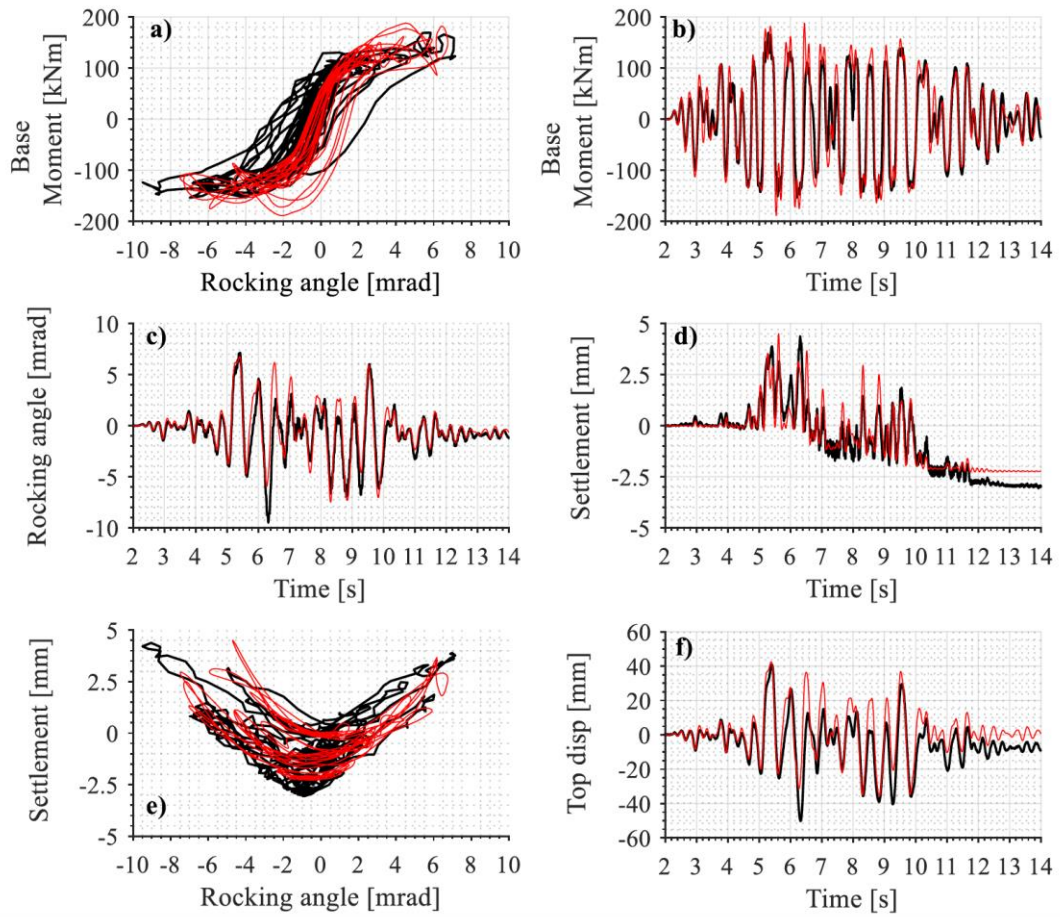 a)
200
100
0
-100
-200
Base
Moment [kNm]
-10 -8 -6 -4 -2 0 2 4 6 8 10
Rocking angle [mrad]
b)
200
100
0
-100
-200
Base
Moment [kNm]
2 3 4 5 6 7 8 9 10 11 12 13 14
Time [s]
c)
10
5
0
-5
-10
Rocking angle [mrad]
2 3 4 5 6 7 8 9 10 11 12 13 14
Time [s]
d)
5
2.5
0
-2.5
-5
Settlement [mm]
2 3 4 5 6 7 8 9 10 11 12 13 14
Time [s]
e)
5
2.5
0
-2.5
-5
Settlement [mm]
-10 -8 -6 -4 -2 0 2 4 6 8 10
Rocking angle [mrad]
f)
60
40
20
0
-20
-40
-60
Top disp [mm]
2 3 4 5 6 7 8 9 10 11 12 13 14
Time [s]